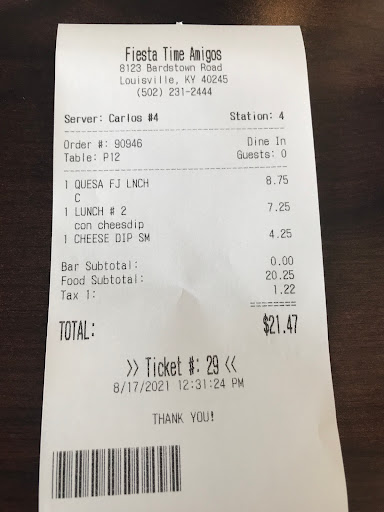 Fiesta Time Amigos
8123 Bardstown Road
Louisville, KY 40245
(502) 231-2444
Server: Carlos #4 Station: 4
Order #: 90946 Dine In
Table: P12 Guests: 0
1 QUESA FJ LNCH 8.75
C
1 LUNCH # 2 7.25
con cheesdip
1 CHEESE DIP SM 4.25
Bar Subtotal: 0.00
Food Subtotal: 20.25
Tax 1: 1.22
========
TOTAL: $21.47
>> Ticket #: 29 <<
8/17/2021 12:31:24 PM
THANK YOU!